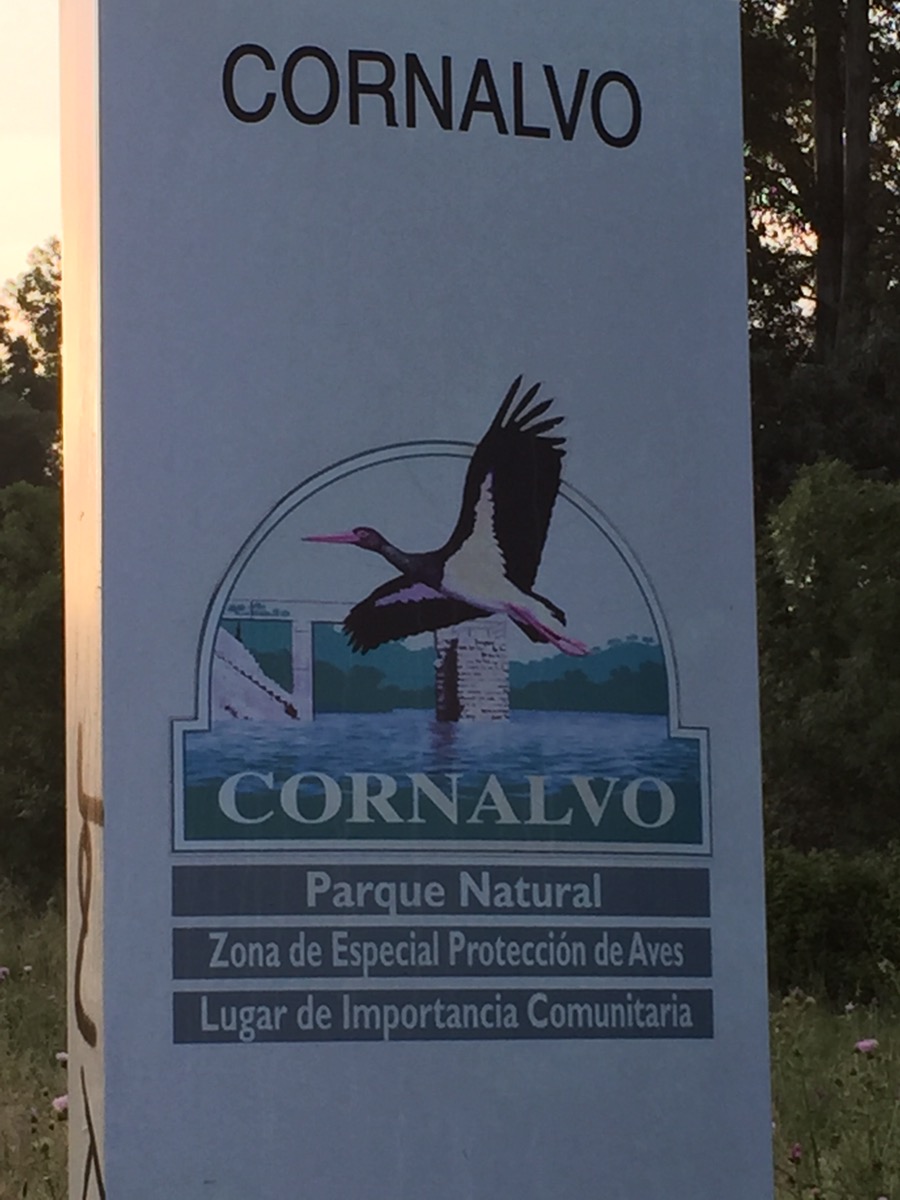 CORNALVO
CORNALVO
Parque Natural
Zona de Especial Protección de Aves
Lugar de Importancia Comunitaria